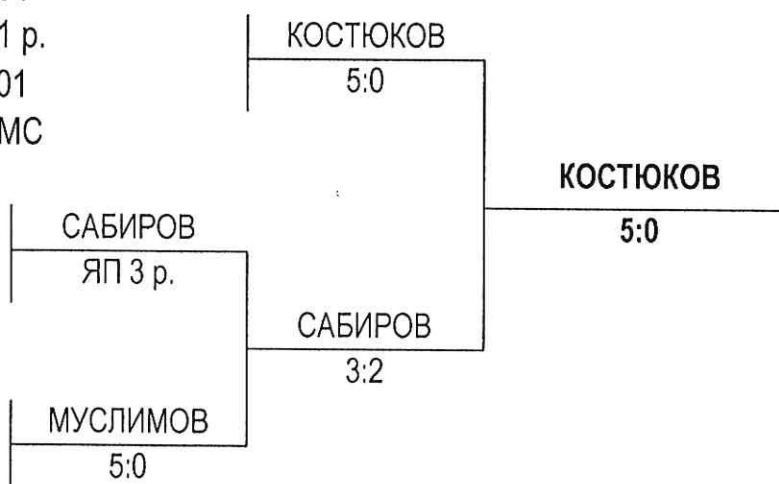 1 р.
КОСТЮКОВ
5:0
01
МС
КОСТЮКОВ
5:0
САБИРОВ
ЯП 3 р.
САБИРОВ
3:2
МУСЛИМОВ
5:0